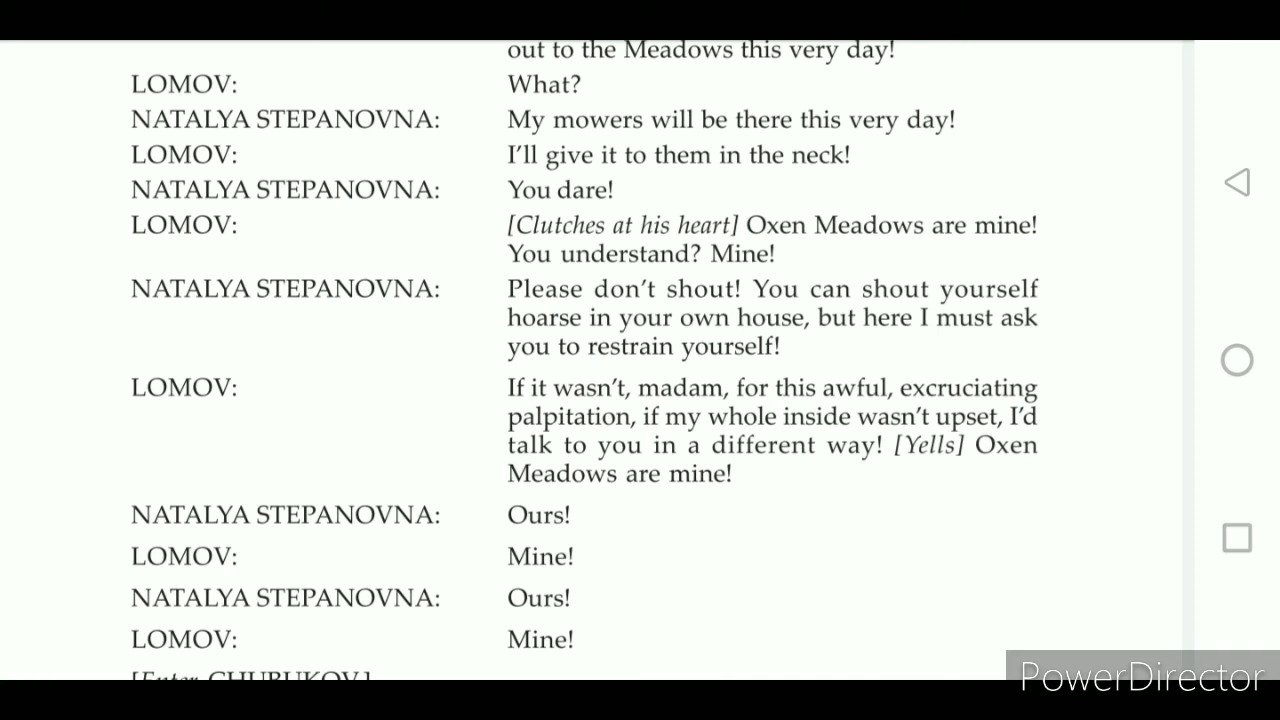 out to the Meadows this very day!
LOMOV: What?
NATALYA STEPANOVNA: My mowers will be there this very day!
LOMOV: I'll give it to them in the neck!
NATALYA STEPANOVNA: You dare!
LOMOV: [Clutches at his heart] Oxen Meadows are mine!
You understand? Mine!
NATALYA STEPANOVNA: Please don't shout! You can shout yourself
hoarse in your own house, but here I must ask
you to restrain yourself!
LOMOV: If it wasn't, madam, for this awful, excruciating
palpitation, if my whole inside wasn't upset, I'd
talk to you in a different way! [Yells] Oxen
Meadows are mine!
NATALYA STEPANOVNA: Ours!
LOMOV: Mine!
NATALYA STEPANOVNA: Ours!
LOMOV: Mine!
[Enter CHUBUKOV]
PowerDirector